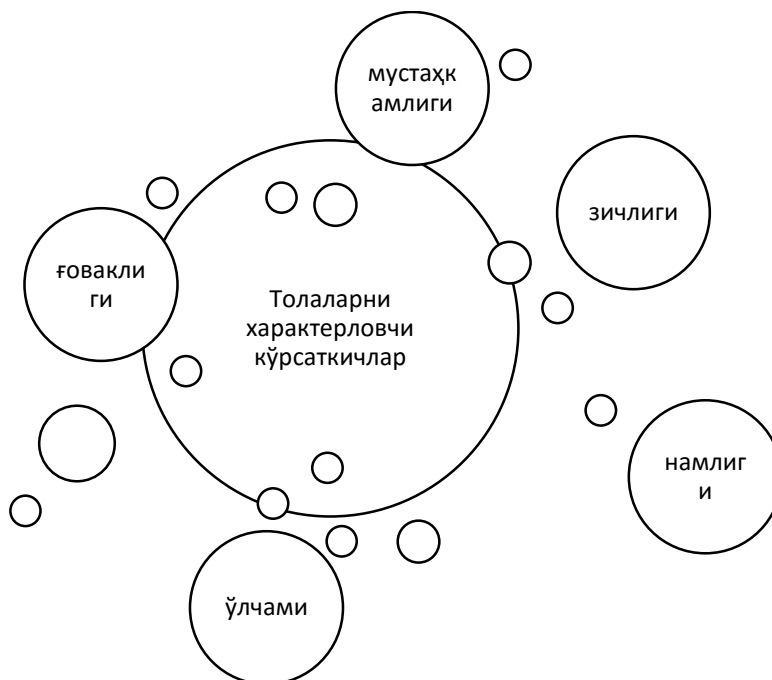 мустаҳк
амлиги
зичлиги
ғовакли
ги
Толаларни
характерловчи
кўрсаткичлар
намлиг
и
ўлчами